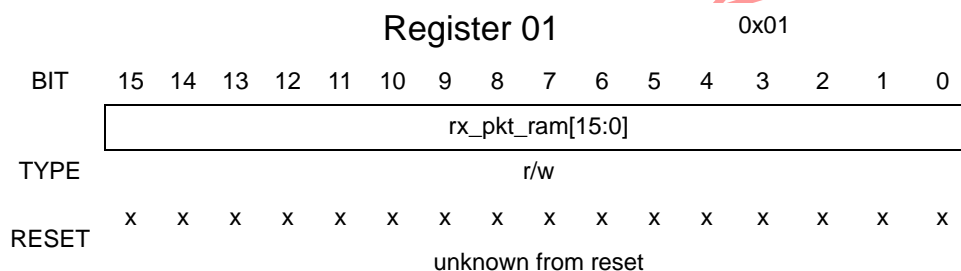 Register 01 0x01
BIT 15 14 13 12 11 10 9 8 7 6 5 4 3 2 1 0
rx_pkt_ram[15:0]
TYPE r/w
RESET x x x x x x x x x x x x x x x x
unknown from reset